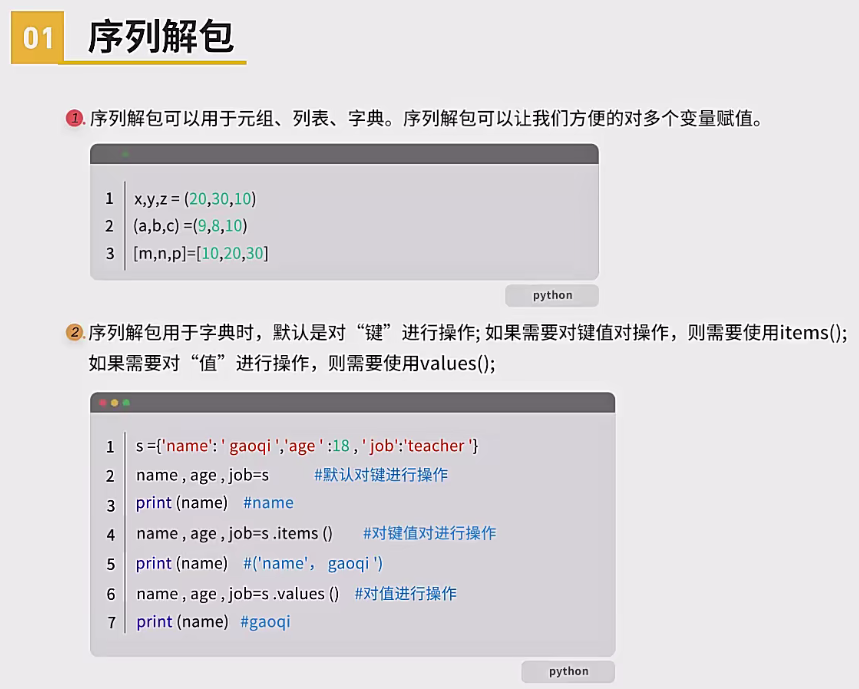 01 序列解包
1.序列解包可以用于元组、列表、字典。序列解包可以让我们方便的对多个变量赋值。
1 x,y,z = (20,30,10)
2 (a,b,c) =(9,8,10)
3 [m,n,p]=[10,20,30]
python
2.序列解包用于字典时，默认是对“键”进行操作; 如果需要对键值对操作，则需要使用items();
如果需要对“值”进行操作，则需要使用values();
1 s ={'name': ' gaoqi ','age ' :18 , ' job':'teacher '}
2 name , age , job=s #默认对键进行操作
3 print (name) #name
4 name , age , job=s .items () #对键值对进行操作
5 print (name) #('name'， gaoqi ')
6 name , age , job=s .values () #对值进行操作
7 print (name) #gaoqi
python